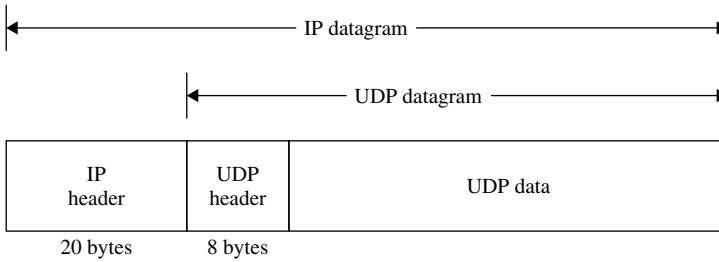 IP datagram
UDP datagram
IP
header
UDP
header
UDP data
20 bytes
8 bytes